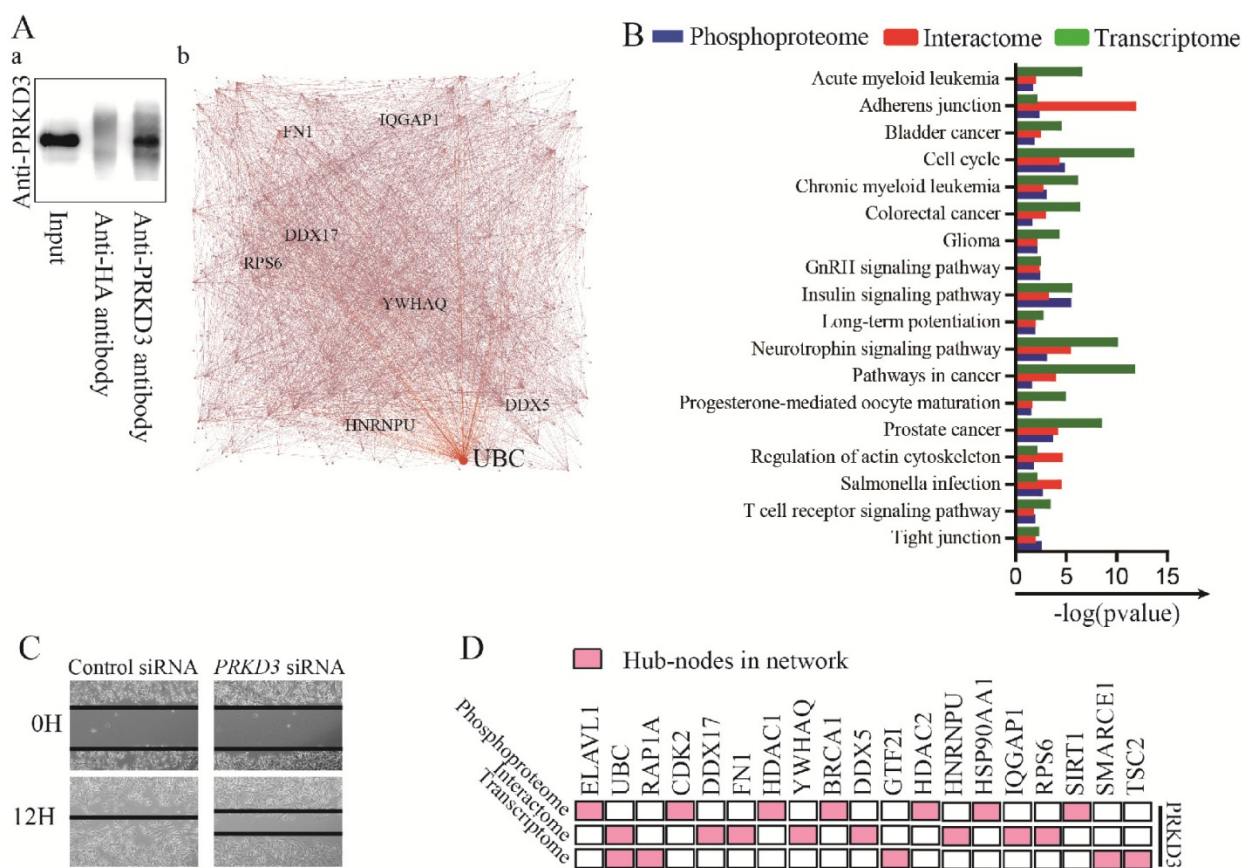 A
a
b
Anti-PRKD3
Input
Anti-HA antibody
Anti-PRKD3 antibody
FN1
IQGAP1
DDX17
RPS6
YWHAQ
DDX5
HNRNPU
UBC
B
Phosphoproteome Interactome Transcriptome
Acute myeloid leukemia
Adherens junction
Bladder cancer
Cell cycle
Chronic myeloid leukemia
Colorectal cancer
Glioma
GnRH signaling pathway
Insulin signaling pathway
Long-term potentiation
Neurotrophin signaling pathway
Pathways in cancer
Progesterone-mediated oocyte maturation
Prostate cancer
Regulation of actin cytoskeleton
Salmonella infection
T cell receptor signaling pathway
Tight junction
0 5 10 15
-log(pvalue)
C
Control siRNA PRKD3 siRNA
0H
12H
D
Hub-nodes in network
ELAVL1
UBC
RAP1A
CDK2
DDX17
FN1
HDAC1
YWHAQ
BRCA1
DDX5
GTF2I
HDAC2
HNRNPU
HSP90AA1
IQGAP1
RPS6
SIRT1
SMARCE1
TSC2
Phosphoproteome
Interactome
Transcriptome
PRKD3